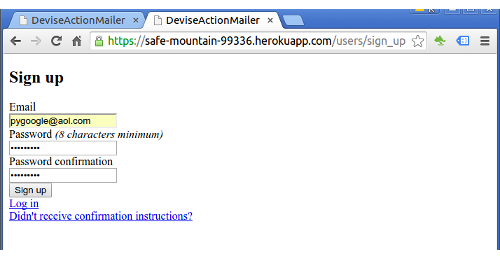 DeviseActionMailer
DeviseActionMailer
https://safe-mountain-99336.herokuapp.com/users/sign_up
Sign up
Email
pygoogle@aol.com
Password (8 characters minimum)
•••••••••
Password confirmation
•••••••••
Sign up
Log in
Didn't receive confirmation instructions?